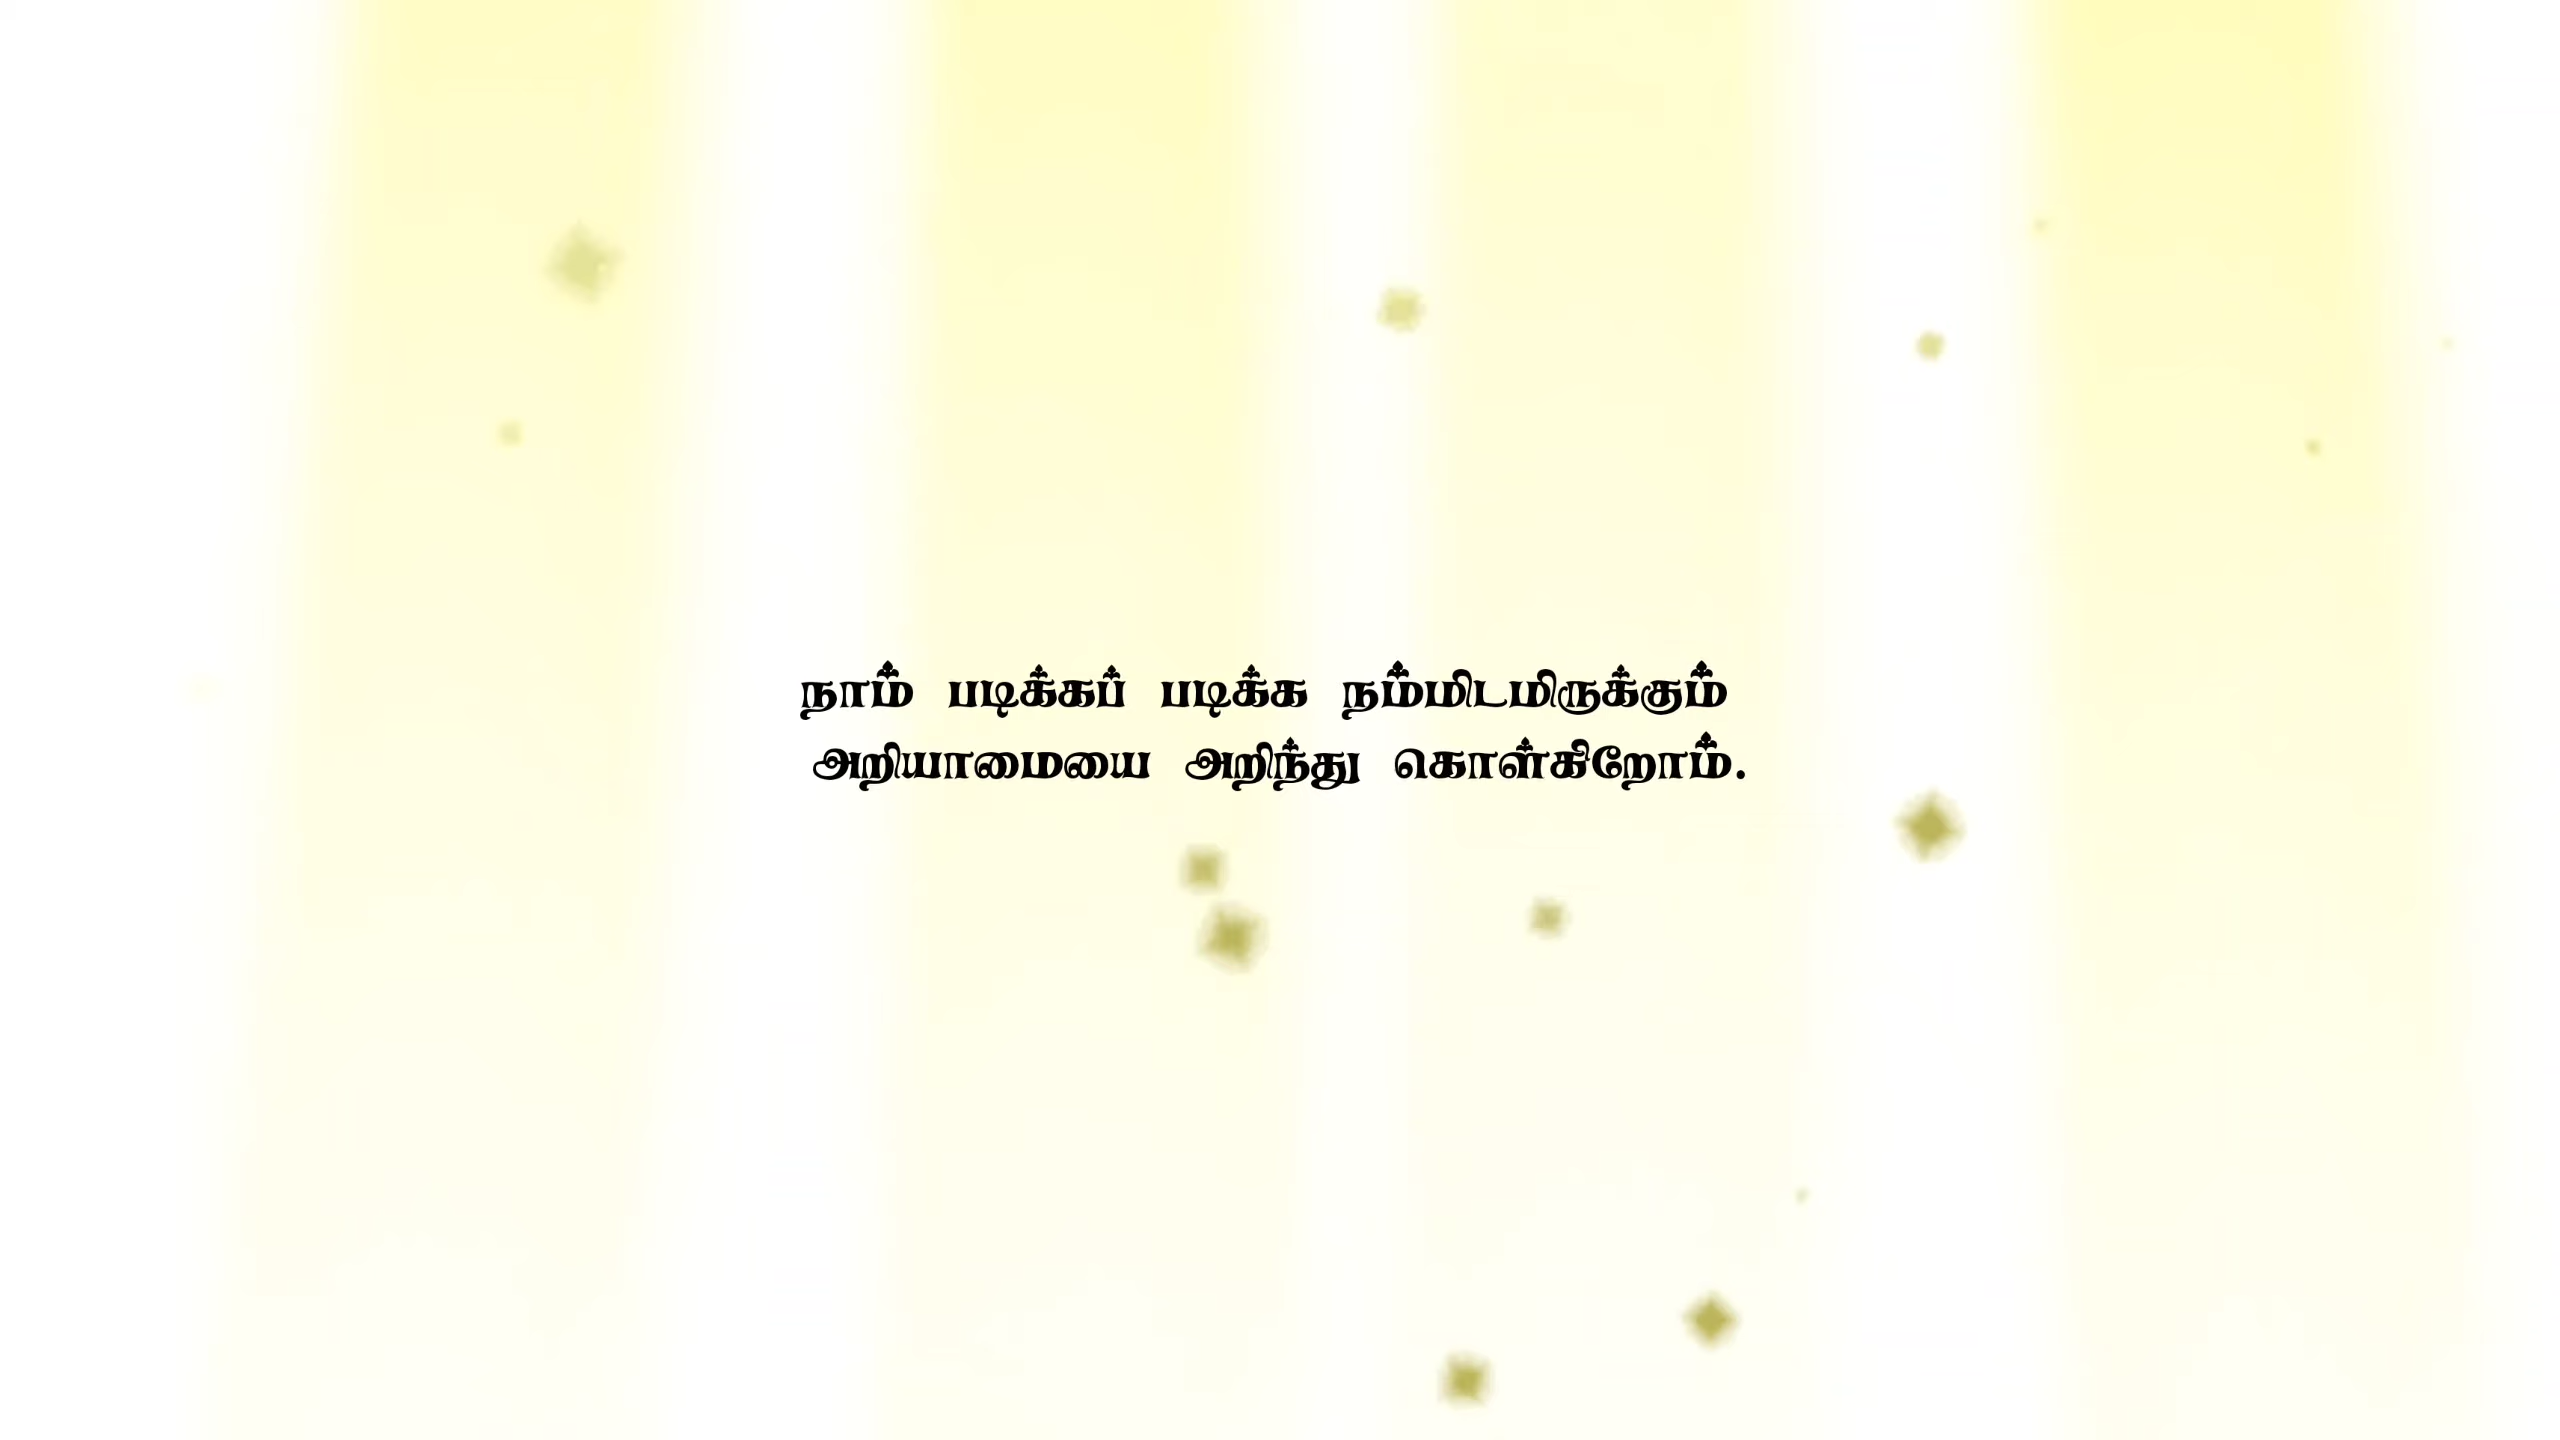 நாம் படிக்கப் படிக்க நம்மிடமிருக்கும்
அறியாமையை அறிந்து கொள்கிறோம்.